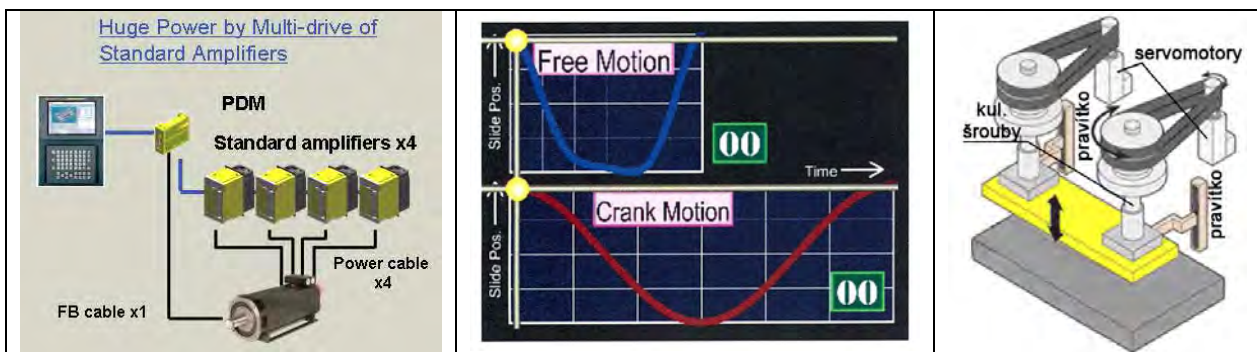 Huge Power by Multi-drive of
Standard Amplifiers
PDM
Standard amplifiers x4
Power cable
x4
FB cable x1
Slide Pos.
Free Motion
00
Time
Slide Pos.
Crank Motion
00
servomotory
kul.
šrouby
pravítko
pravítko